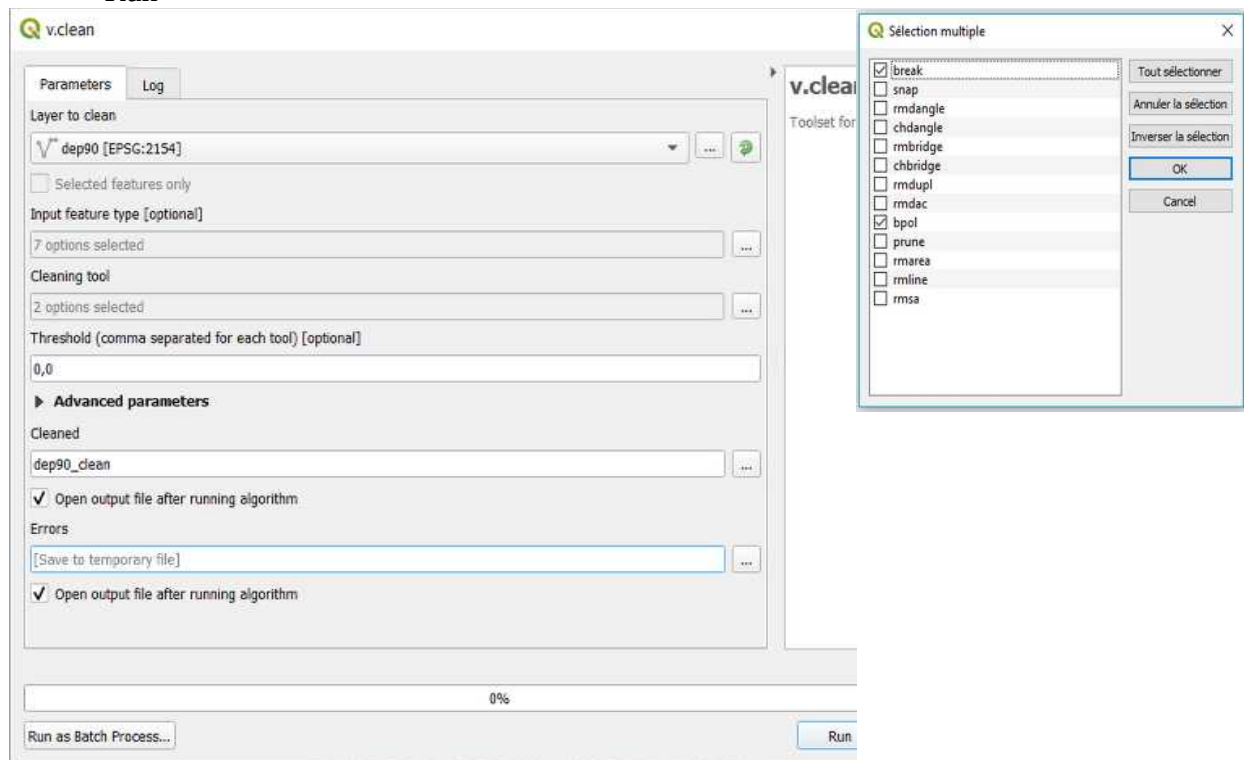 v.clean
Parameters Log
Layer to clean
dep90 [EPSG:2154]
...
Selected features only
Input feature type [optional]
7 options selected
...
Cleaning tool
2 options selected
...
Threshold (comma separated for each tool) [optional]
0,0
Advanced parameters
Cleaned
dep90_clean
...
Open output file after running algorithm
Errors
[Save to temporary file]
...
Open output file after running algorithm
0%
Run as Batch Process...
Run
v.clea
Toolset for
Sélection multiple
break
snap
rmdangle
chdangle
rmbridge
chbridge
rmdupl
rmdac
bpol
prune
rmarea
rmline
rmsa
Tout sélectionner
Annuler la sélection
Inverser la sélection
OK
Cancel